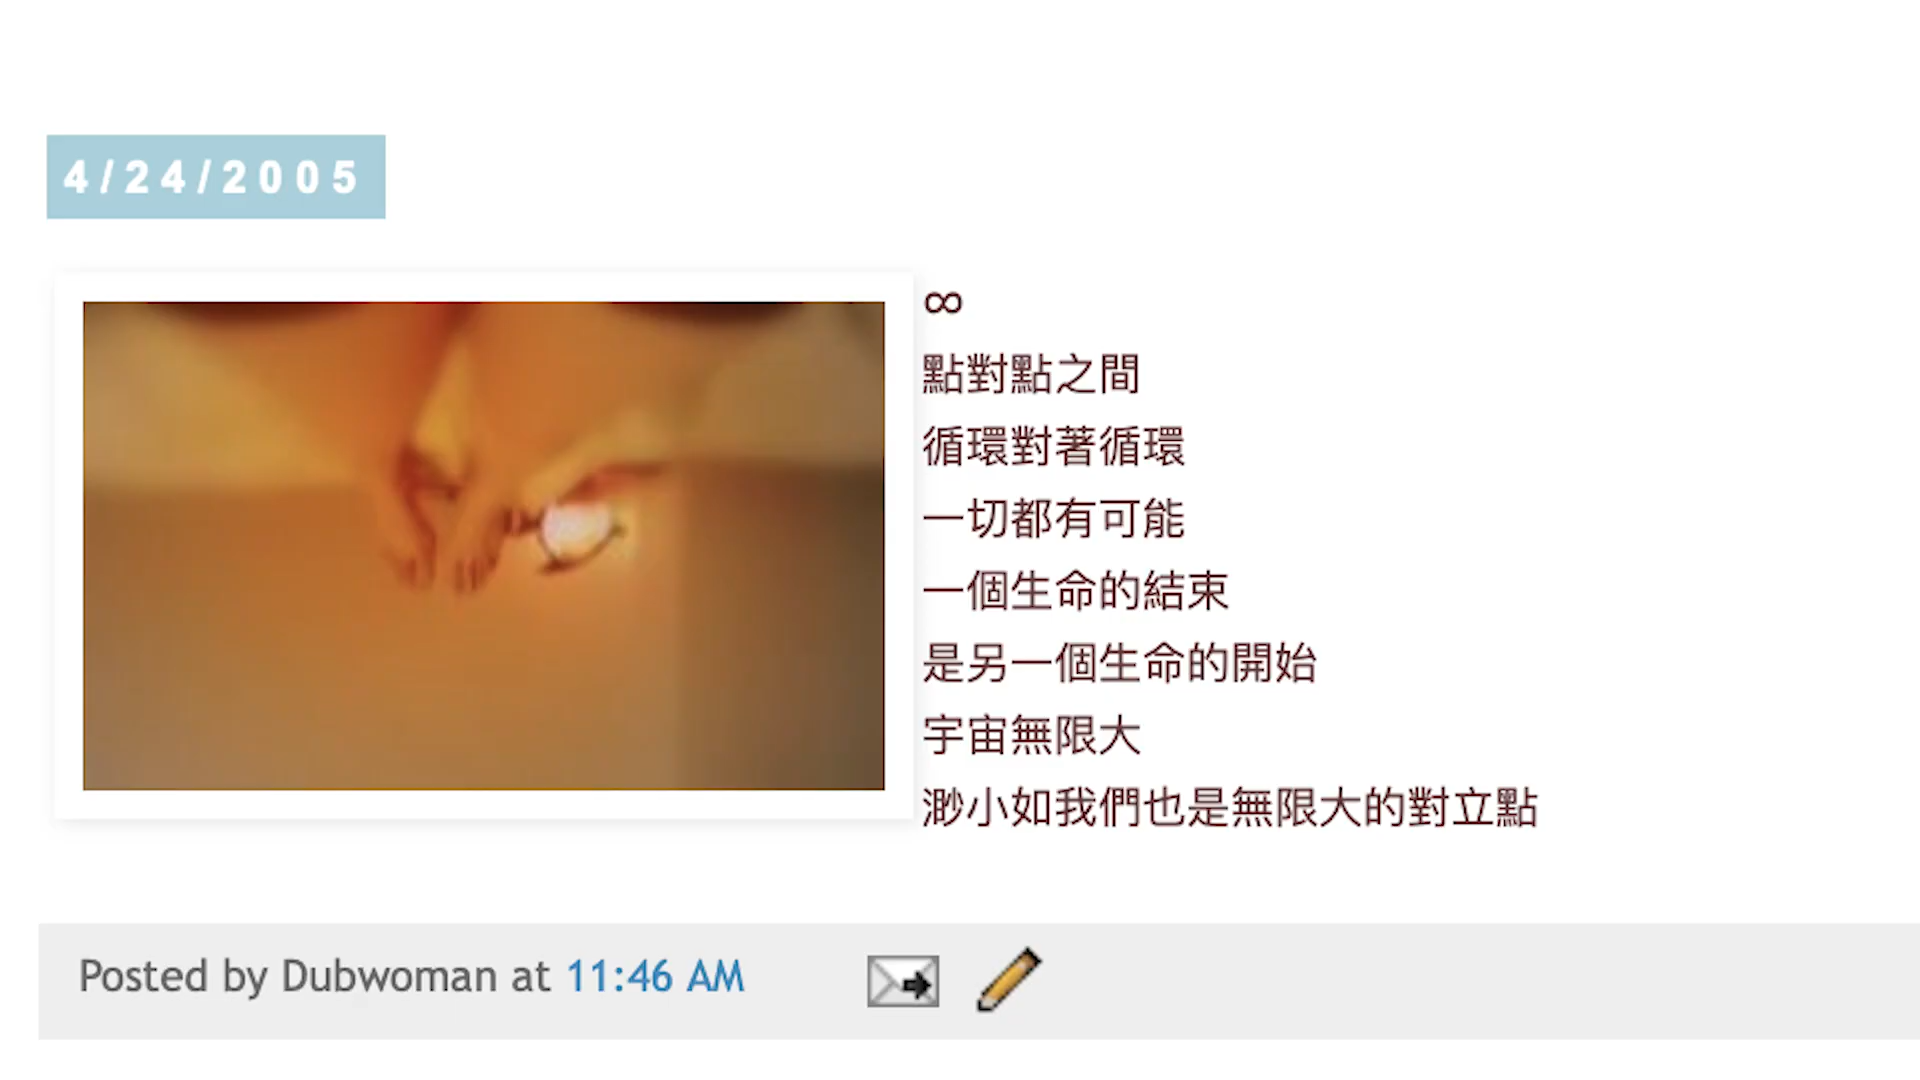 4/24/2005
∞
點對點之間
循環對著循環
一切都有可能
一個生命的結束
是另一個生命的開始
宇宙無限大
渺小如我們也是無限大的對立點
Posted by Dubwoman at 11:46 AM